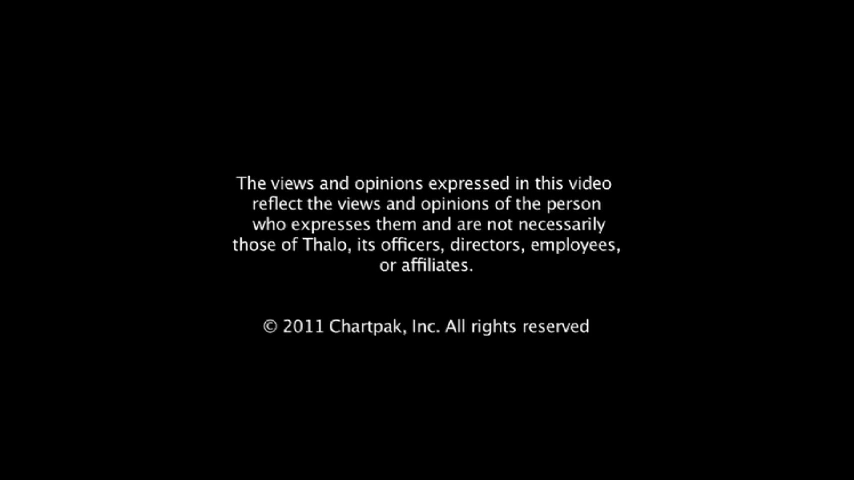 The views and opinions expressed in this video
reflect the views and opinions of the person
who expresses them and are not necessarily
those of Thalo, its officers, directors, employees,
or affiliates.
© 2011 Chartpak, Inc. All rights reserved